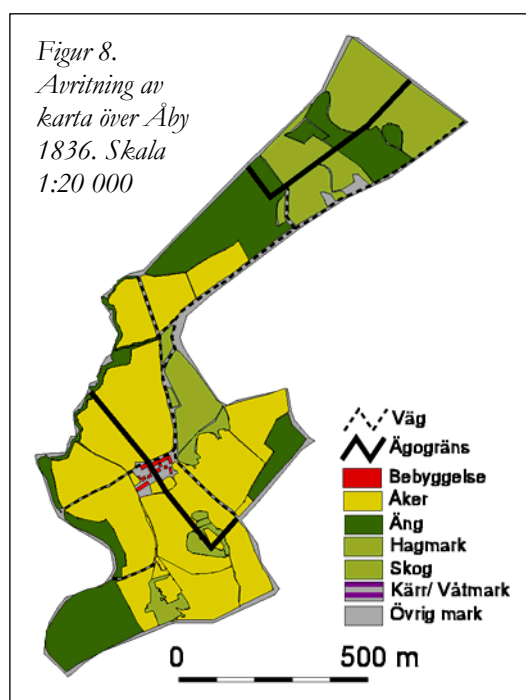 Figur 8.
Avritning av
karta över Åby
1836. Skala
1:20 000
Väg
Ägogräns
Bebyggelse
Åker
Äng
Hagmark
Skog
Kärr/ Våtmark
Övrig mark
0 500 m